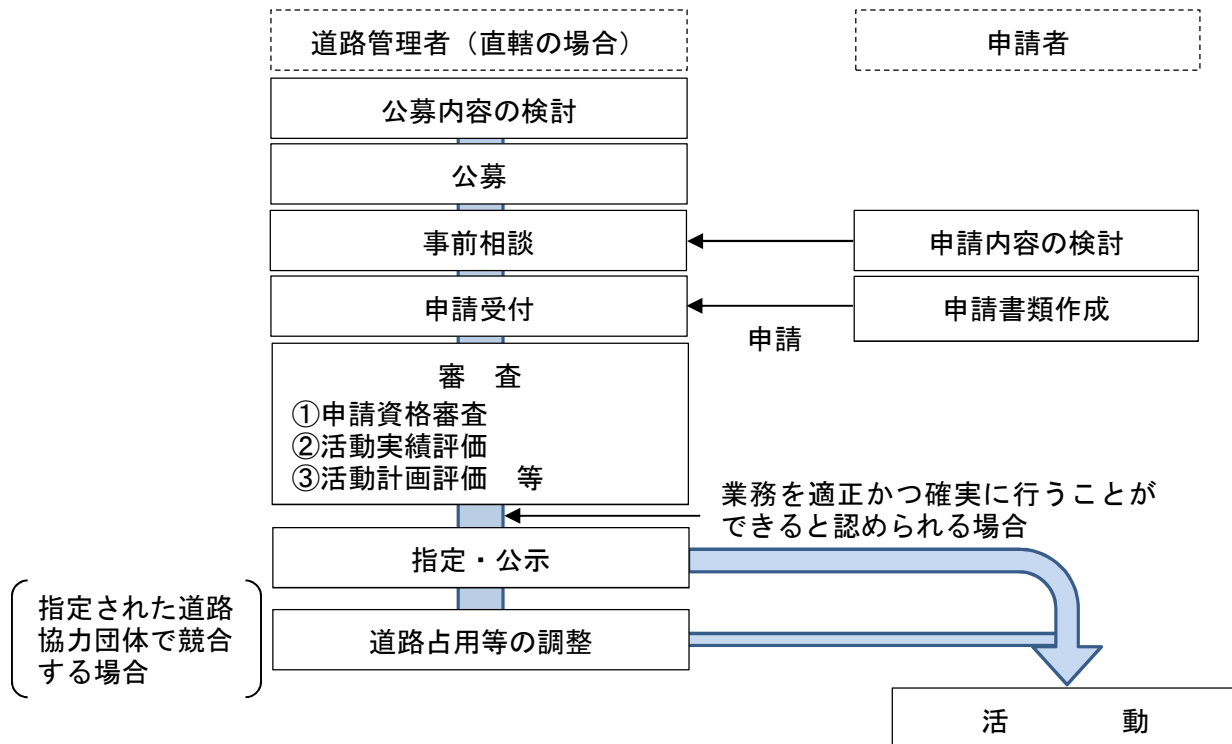 道路管理者（直轄の場合）
申請者
公募内容の検討
公募
事前相談
申請内容の検討
申請受付
申請書類作成
申請
審　査
①申請資格審査
②活動実績評価
③活動計画評価　等
業務を適正かつ確実に行うことが
できると認められる場合
指定・公示
指定された道路
協力団体で競合
する場合
道路占用等の調整
活　　　動